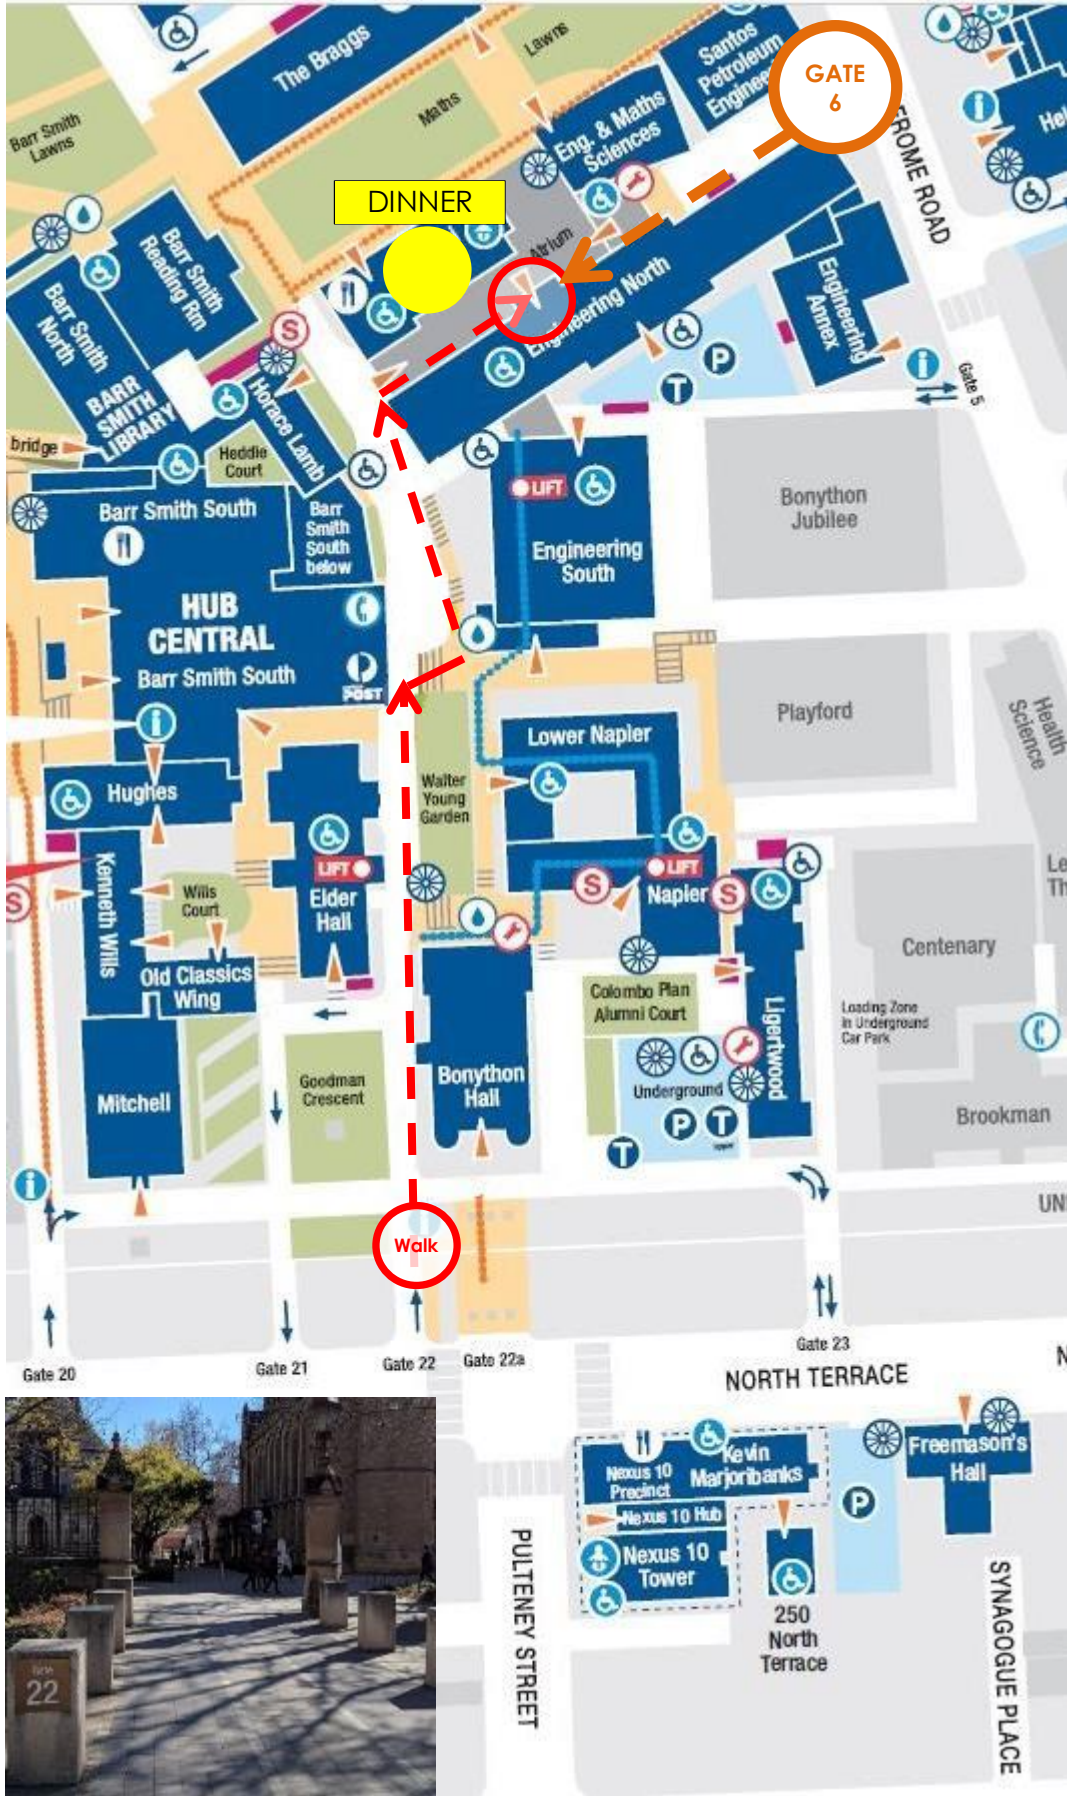 The Braggs
Lawns
Santos
Petroleum
GATE
6
Maths
Barr Smith
Lawns
Eng. & Maths
Sciences
FROME ROAD
DINNER
Atrium
Barr Smith
Reading Rm
Barr Smith
North
BARR
SMITH
LIBRARY
Engineering North
Engineering
Annex
Gate 5
S
Horace Lamb
P
T
bridge
Heddle
Court
LIFT
Barr Smith South
Barr
Smith
South
below
Engineering
South
Bonython
Jubilee
HUB
CENTRAL
Barr Smith South
POST
Playford
Health
Science
Lower Napier
Hughes
Walter
Young
Garden
Kenneth Wills
LIFT
Elder
Hall
Wills
Court
S
LIFT
S
Napier
S
Old Classics
Wing
Centenary
Colombo Plan
Alumni Court
Ligertwood
Loading Zone
In Underground
Car Park
Mitchell
Goodman
Crescent
Bonython
Hall
Underground
P
T
T
Brookman
Walk
Gate 20
Gate 21
Gate 22
Gate 22a
Gate 23
NORTH TERRACE
Nexus 10
Precinct
Kevin
Marjoribanks
Nexus 10 Hub
Nexus 10
Tower
P
Freemason's
Hall
250
North
Terrace
PULTENEY STREET
SYNAGOGUE PLACE
22